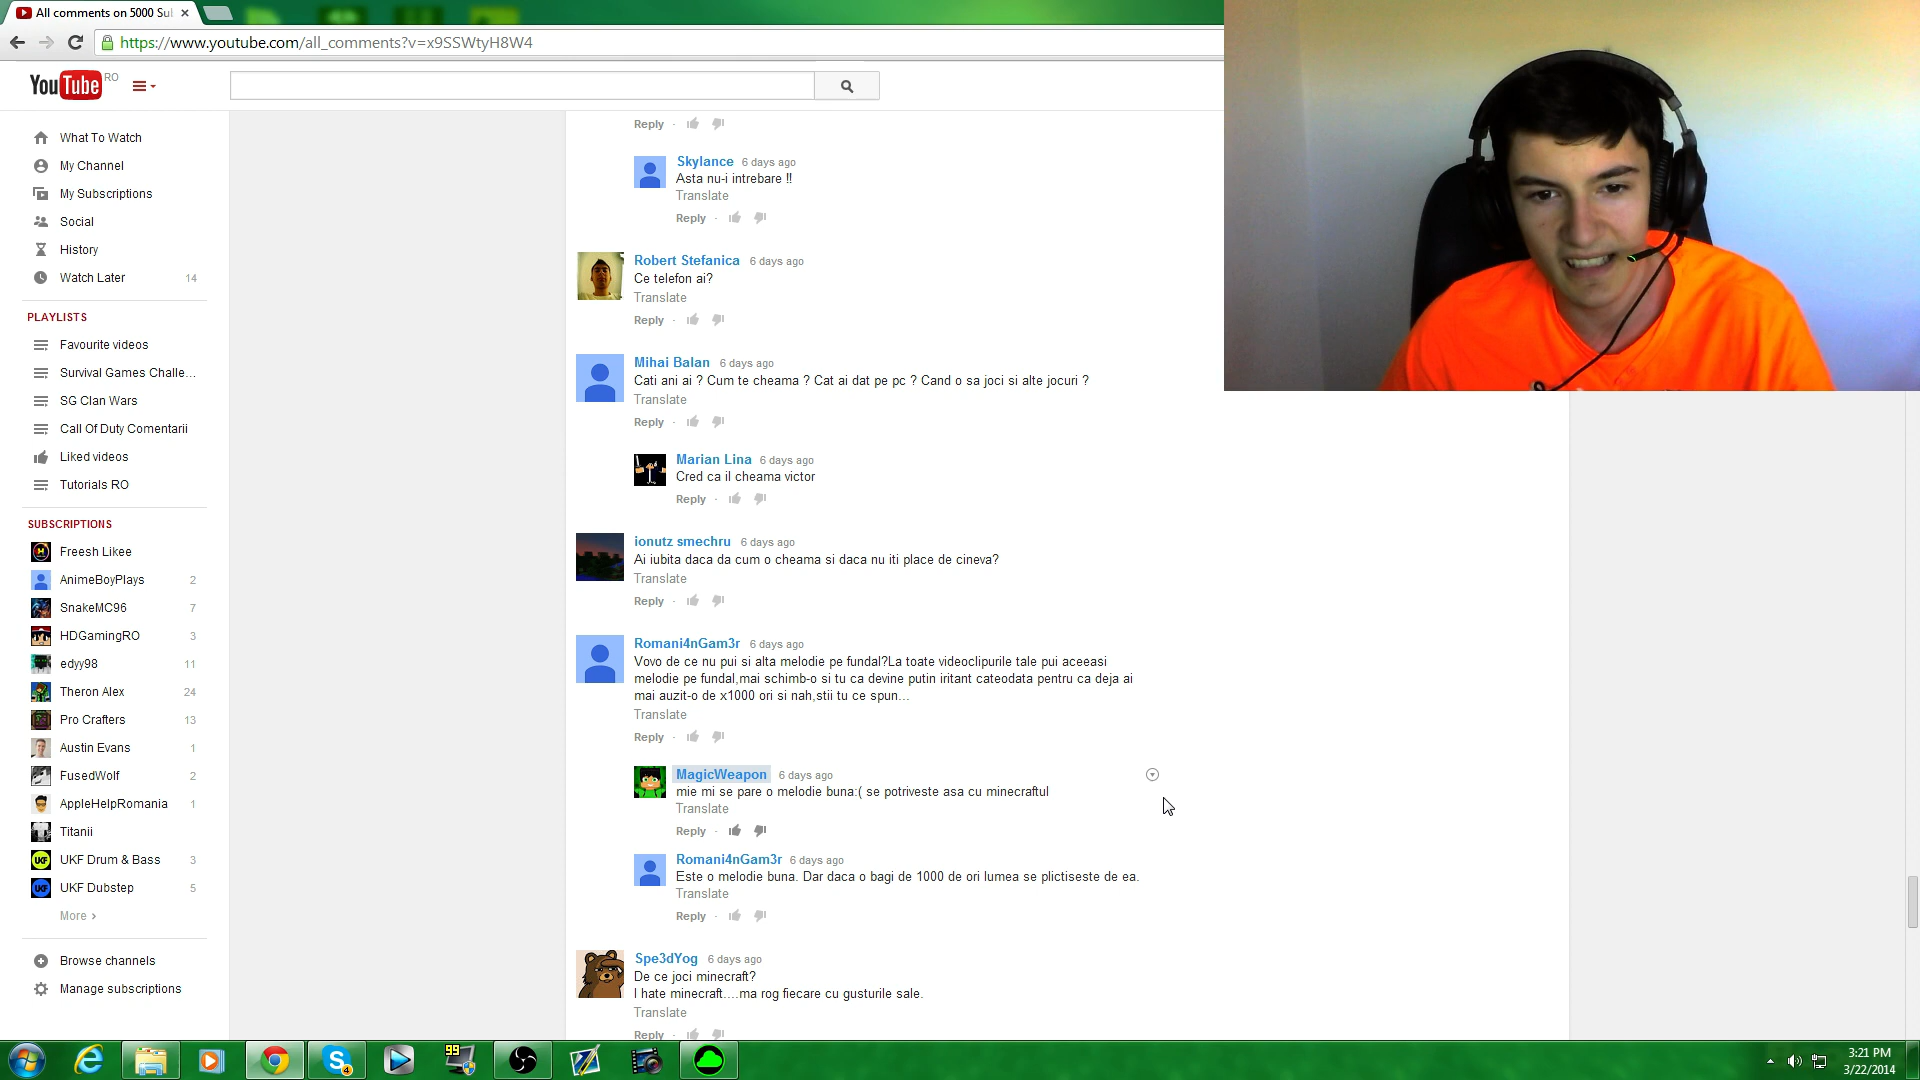 All comments on 5000 Sub
https://www.youtube.com/all_comments?v=x9SSWtyH8W4
YouTube RO
What To Watch
My Channel
My Subscriptions
Social
History
Watch Later 14
PLAYLISTS
Favourite videos
Survival Games Challe...
SG Clan Wars
Call Of Duty Comentarii
Liked videos
Tutorials RO
SUBSCRIPTIONS
Freesh Likee
AnimeBoyPlays 2
SnakeMC96 7
HDGamingRO 3
edyy98 11
Theron Alex 24
Pro Crafters 13
Austin Evans 1
FusedWolf 2
AppleHelpRomania 1
Titanii
UKF UKF Drum & Bass 3
UKF UKF Dubstep 5
More ›
Browse channels
Manage subscriptions
Reply ·
Skylance 6 days ago
Asta nu-i intrebare !!
Translate
Reply ·
Robert Stefanica 6 days ago
Ce telefon ai?
Translate
Reply ·
Mihai Balan 6 days ago
Cati ani ai ? Cum te cheama ? Cat ai dat pe pc ? Cand o sa joci si alte jocuri ?
Translate
Reply ·
Marian Lina 6 days ago
Cred ca il cheama victor
Reply ·
ionutz smechru 6 days ago
Ai iubita daca da cum o cheama si daca nu iti place de cineva?
Translate
Reply ·
Romani4nGam3r 6 days ago
Vovo de ce nu pui si alta melodie pe fundal?La toate videoclipurile tale pui aceeasi
melodie pe fundal,mai schimb-o si tu ca devine putin iritant cateodata pentru ca deja ai
mai auzit-o de x1000 ori si nah,stii tu ce spun...
Translate
Reply ·
MagicWeapon 6 days ago
mie mi se pare o melodie buna:( se potriveste asa cu minecraftul
Translate
Reply ·
Romani4nGam3r 6 days ago
Este o melodie buna. Dar daca o bagi de 1000 de ori lumea se plictiseste de ea.
Translate
Reply ·
Spe3dYog 6 days ago
De ce joci minecraft?
I hate minecraft....ma rog fiecare cu gusturile sale.
Translate
Reply ·
4
99
3:21 PM
3/22/2014